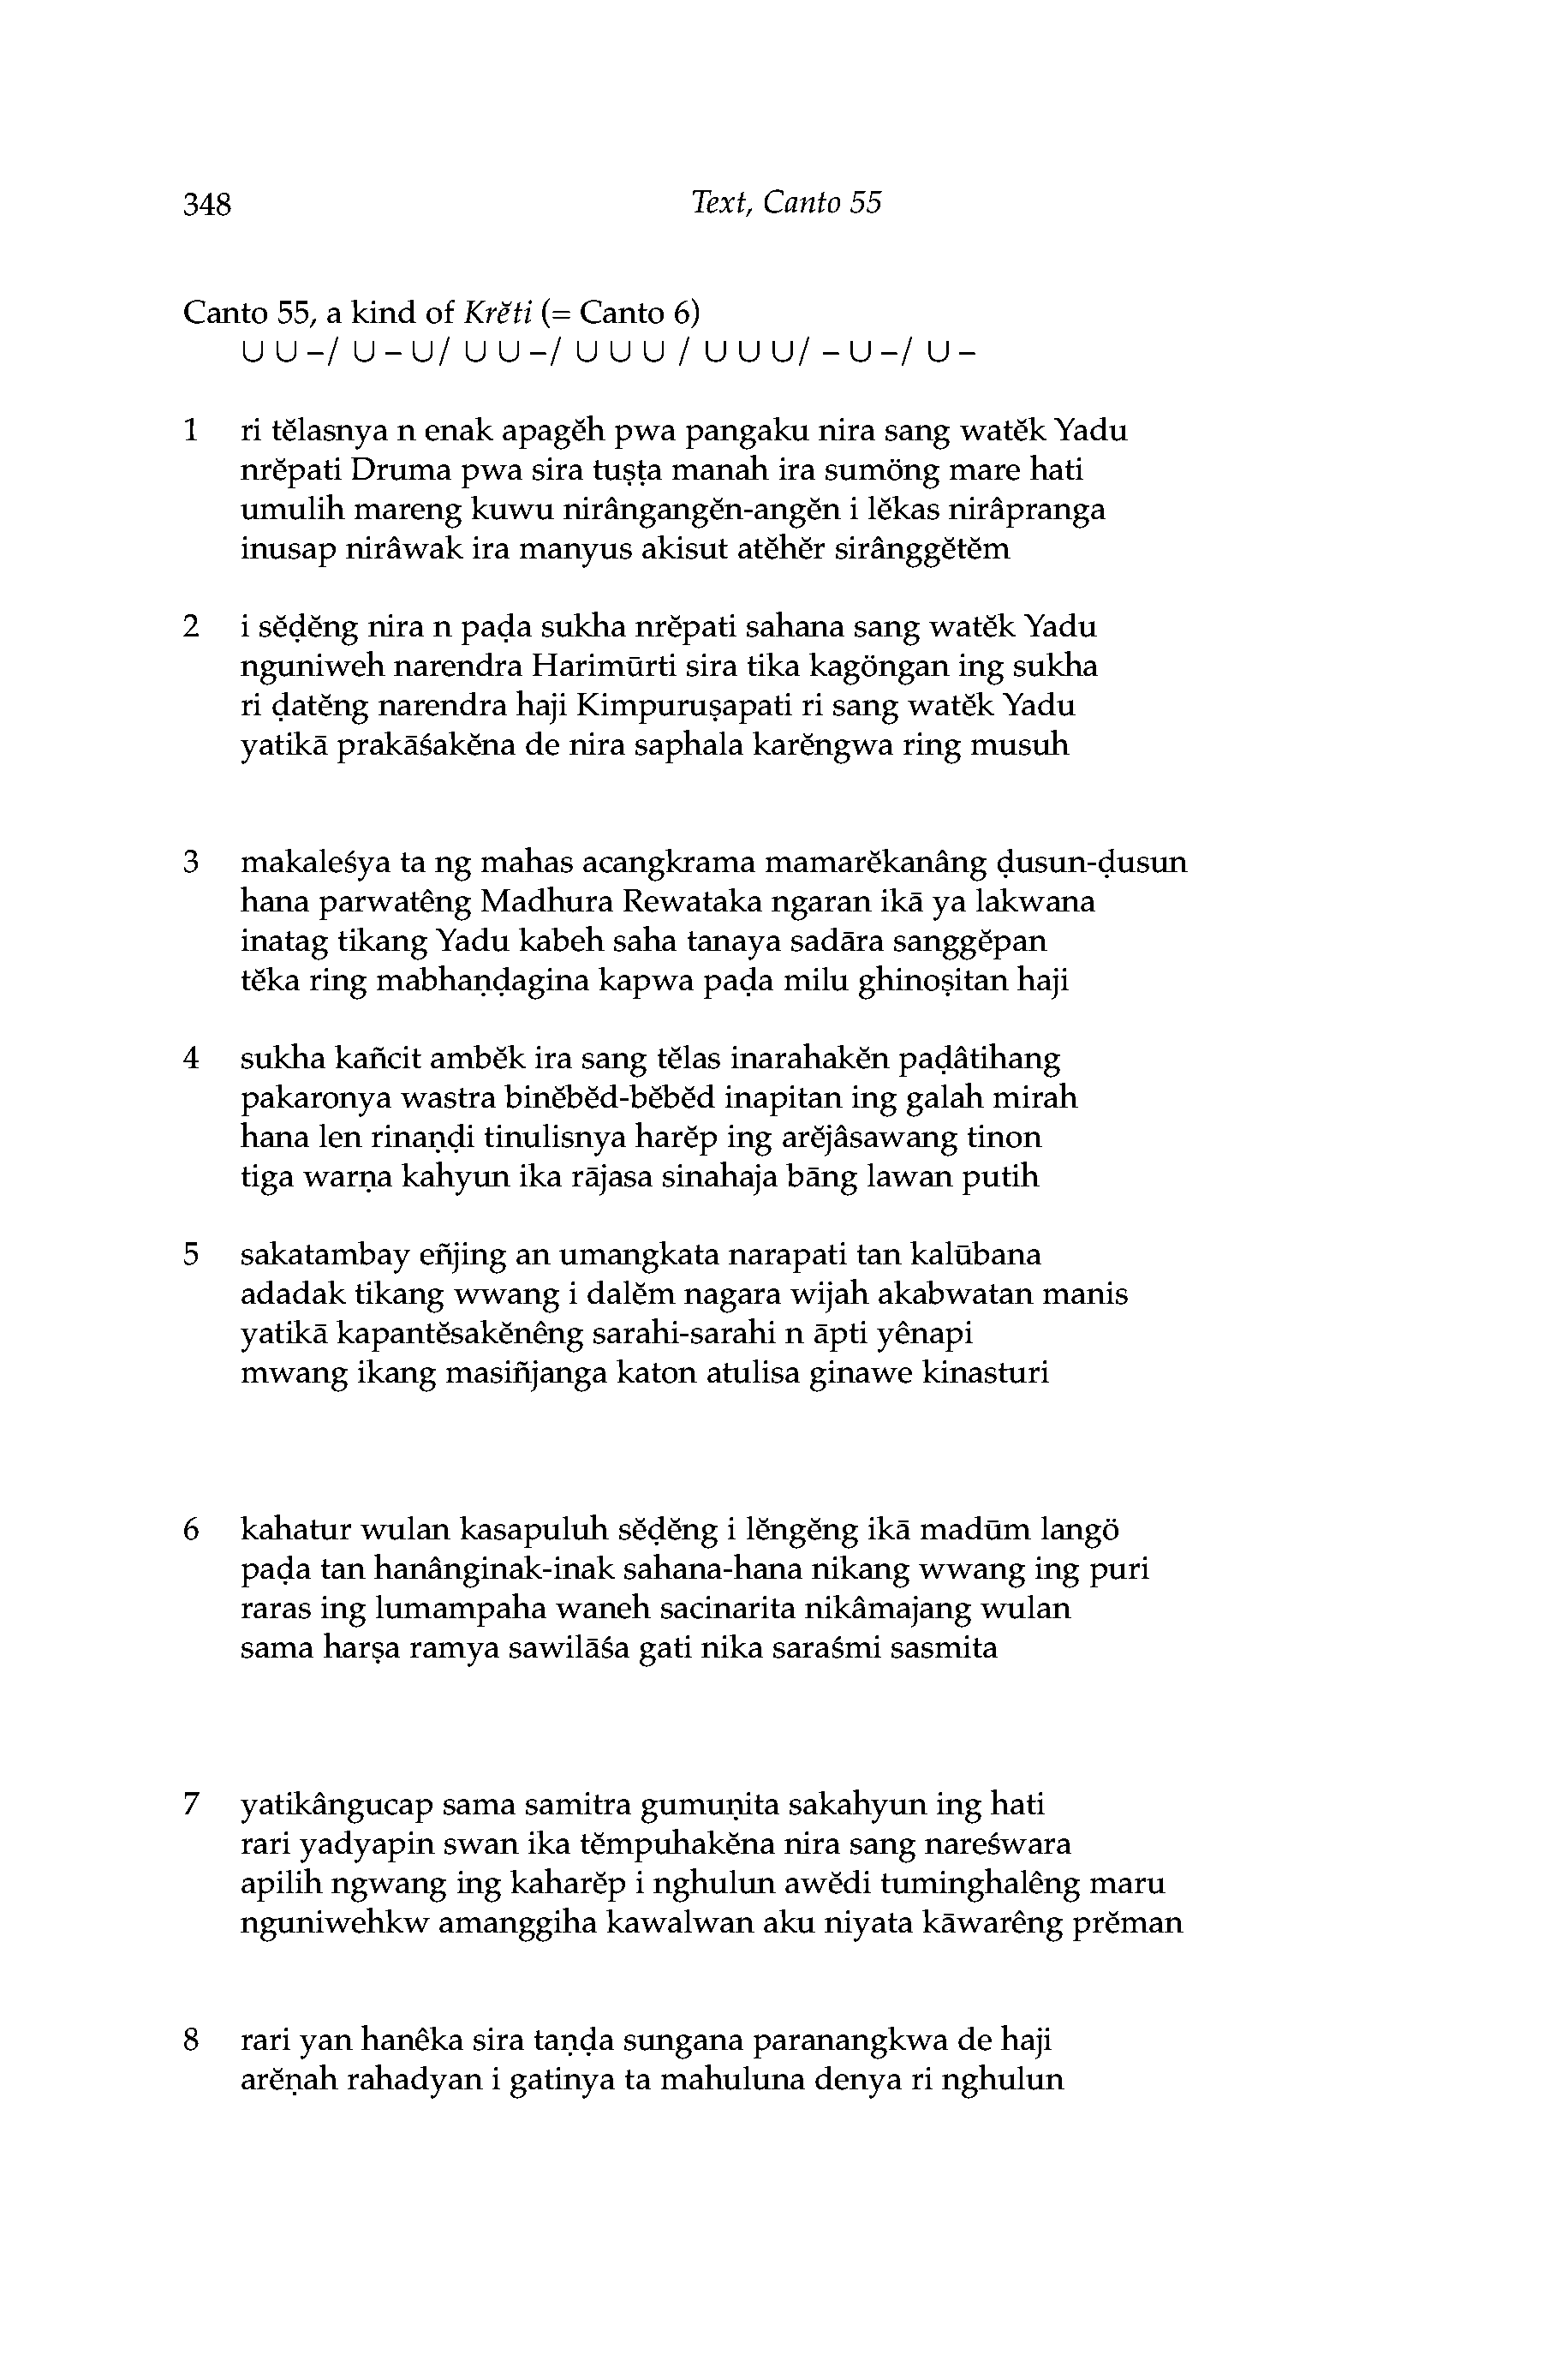 348
Text, Canto 55
Canto 55, a kind of Krĕti (= Canto 6)
∪ ∪ –/ ∪ – ∪/ ∪ ∪ –/ ∪ ∪ ∪ / ∪ ∪ ∪/ – ∪ –/ ∪ –
1 ri tĕlasnya n enak apagĕh pwa pangaku nira sang watĕk Yadu
nrĕpati Druma pwa sira tuṣṭa manah ira sumöng mare hati
umulih mareng kuwu nirângangĕn-angĕn i lĕkas nirâpranga
inusap nirâwak ira manyus akisut atĕhĕr sirânggĕtĕm
2 i sĕḍĕng nira n paḍa sukha nrĕpati sahana sang watĕk Yadu
nguniweh narendra Harimūrti sira tika kagöngan ing sukha
ri ḍatĕng narendra haji Kimpuruṣapati ri sang watĕk Yadu
yatikā prakāśakĕna de nira saphala karĕngwa ring musuh
3 makaleśya ta ng mahas acangkrama mamarĕkanâng ḍusun-ḍusun
hana parwatêng Madhura Rewataka ngaran ikā ya lakwana
inatag tikang Yadu kabeh saha tanaya sadāra sanggĕpan
tĕka ring mabhaṇḍagina kapwa paḍa milu ghinoṣitan haji
4 sukha kañcit ambĕk ira sang tĕlas inarahakĕn paḍâtihang
pakaronya wastra binĕbĕd-bĕbĕd inapitan ing galah mirah
hana len rinaṇḍi tinulisnya harĕp ing arĕjâsawang tinon
tiga warṇa kahyun ika rājasa sinahaja bāng lawan putih
5 sakatambay eñjing an umangkata narapati tan kalūbana
adadak tikang wwang i dalĕm nagara wijah akabwatan manis
yatikā kapantĕsakĕnêng sarahi-sarahi n āpti yênapi
mwang ikang masiñjanga katon atulisa ginawe kinasturi
6 kahatur wulan kasapuluh sĕḍĕng i lĕngĕng ikā madūm langö
paḍa tan hanânginak-inak sahana-hana nikang wwang ing puri
raras ing lumampaha waneh sacinarita nikâmajang wulan
sama harṣa ramya sawilāśa gati nika saraśmi sasmita
7 yatikângucap sama samitra gumuṇita sakahyun ing hati
rari yadyapin swan ika tĕmpuhakĕna nira sang nareśwara
apilih ngwang ing kaharĕp i nghulun awĕdi tuminghalêng maru
nguniwehkw amanggiha kawalwan aku niyata kāwarêng prĕman
8 rari yan hanêka sira taṇḍa sungana paranangkwa de haji
arĕṇah rahadyan i gatinya ta mahuluna denya ri nghulun